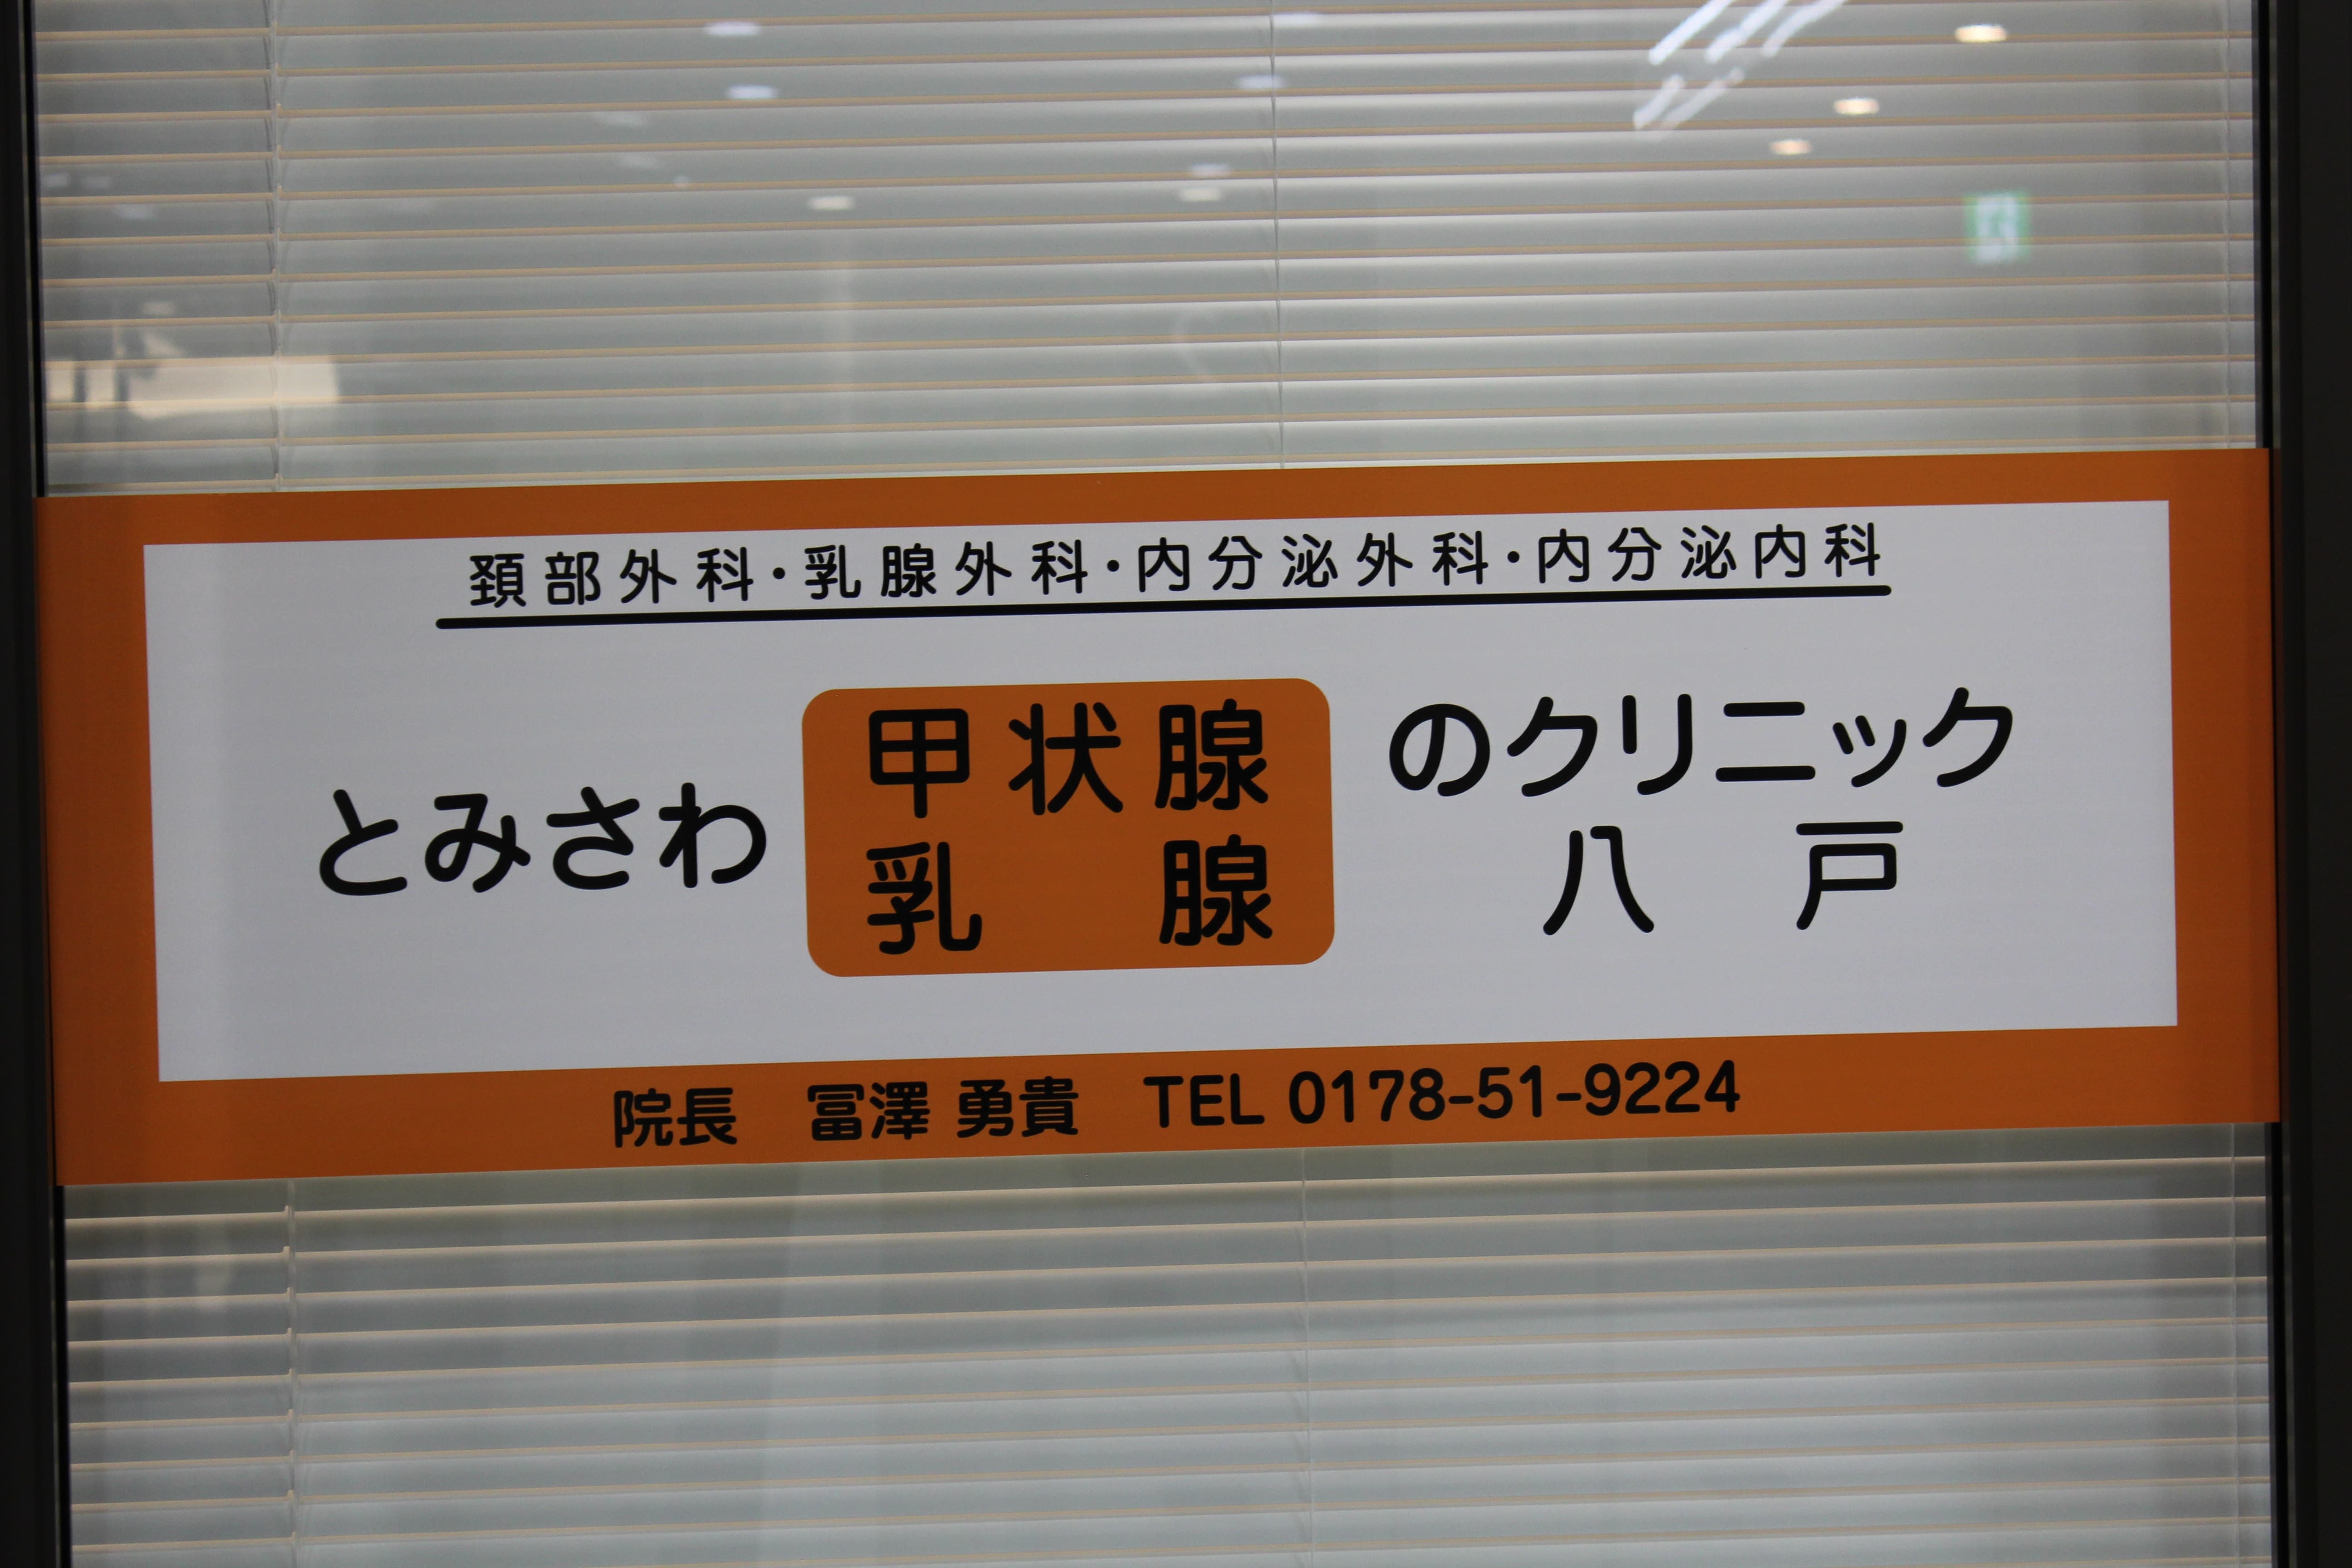 頚部外科・乳腺外科・内分泌外科・内分泌内科
とみさわ
甲状腺
乳　腺
のクリニック
八　戸
院長　冨澤 勇貴　TEL 0178-51-9224